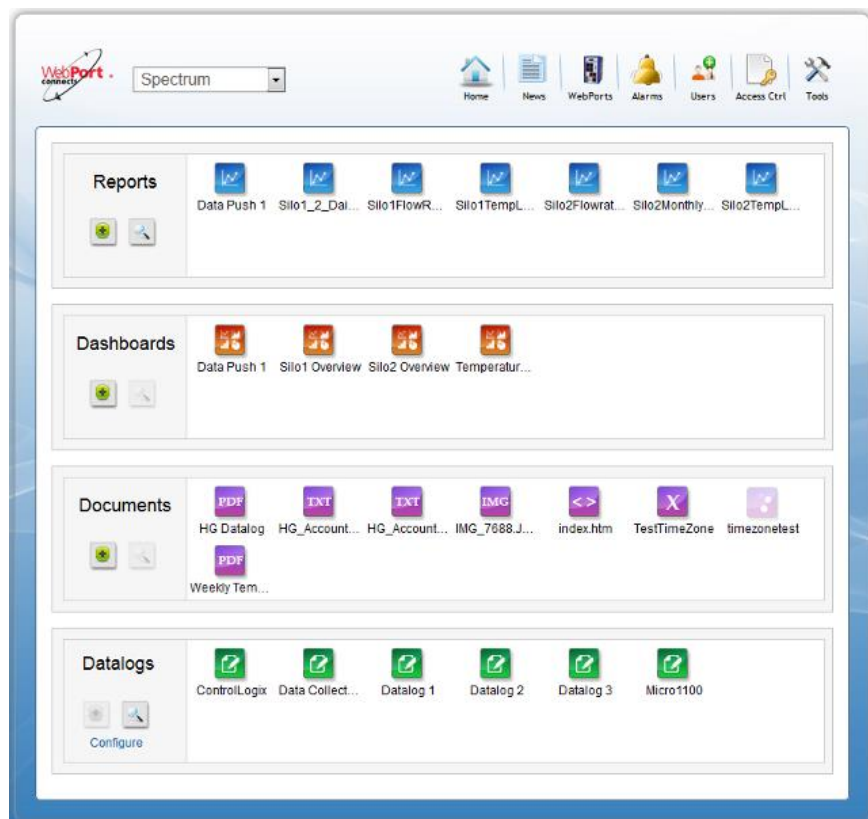 WebPort.
connects
Spectrum
Home News WebPorts Alarms Users Access Ctrl Tools
Reports
Data Push 1 Silo1_2_Dai... Silo1FlowR... Silo1TempL... Silo2Flowrat... Silo2Monthly... Silo2TempL...
Dashboards
Data Push 1 Silo1 Overview Silo2 Overview Temperatur...
Documents
PDF TXT TXT IMG <> X
HG Datalog HG_Account... HG_Account... IMG_7688.J... index.htm TestTimeZone timezonetest
PDF
Weekly Tem...
Datalogs
ControlLogix Data Collect... Datalog 1 Datalog 2 Datalog 3 Micro1100
Configure